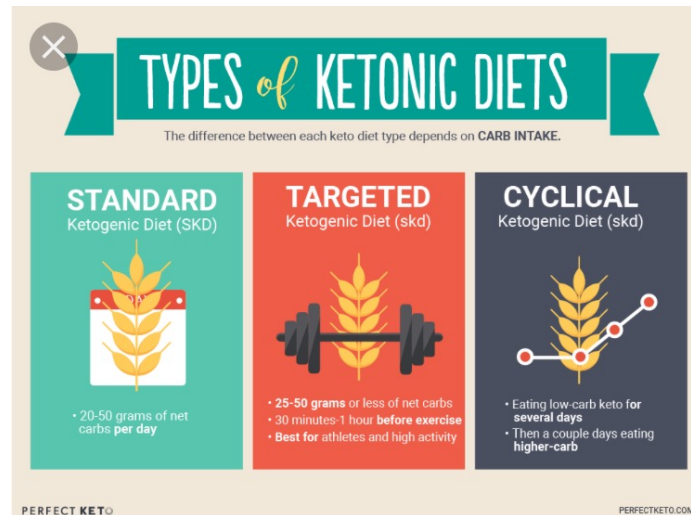 TYPES of KETONIC DIETS
The difference between each keto diet type depends on CARB INTAKE.
STANDARD
Ketogenic Diet (SKD)
• 20-50 grams of net
carbs per day
TARGETED
Ketogenic Diet (skd)
• 25-50 grams or less of net carbs
• 30 minutes-1 hour before exercise
• Best for athletes and high activity
CYCLICAL
Ketogenic Diet (skd)
• Eating low-carb keto for
several days
• Then a couple days eating
higher-carb
PERFECT KETO
PERFECTKETO.COM